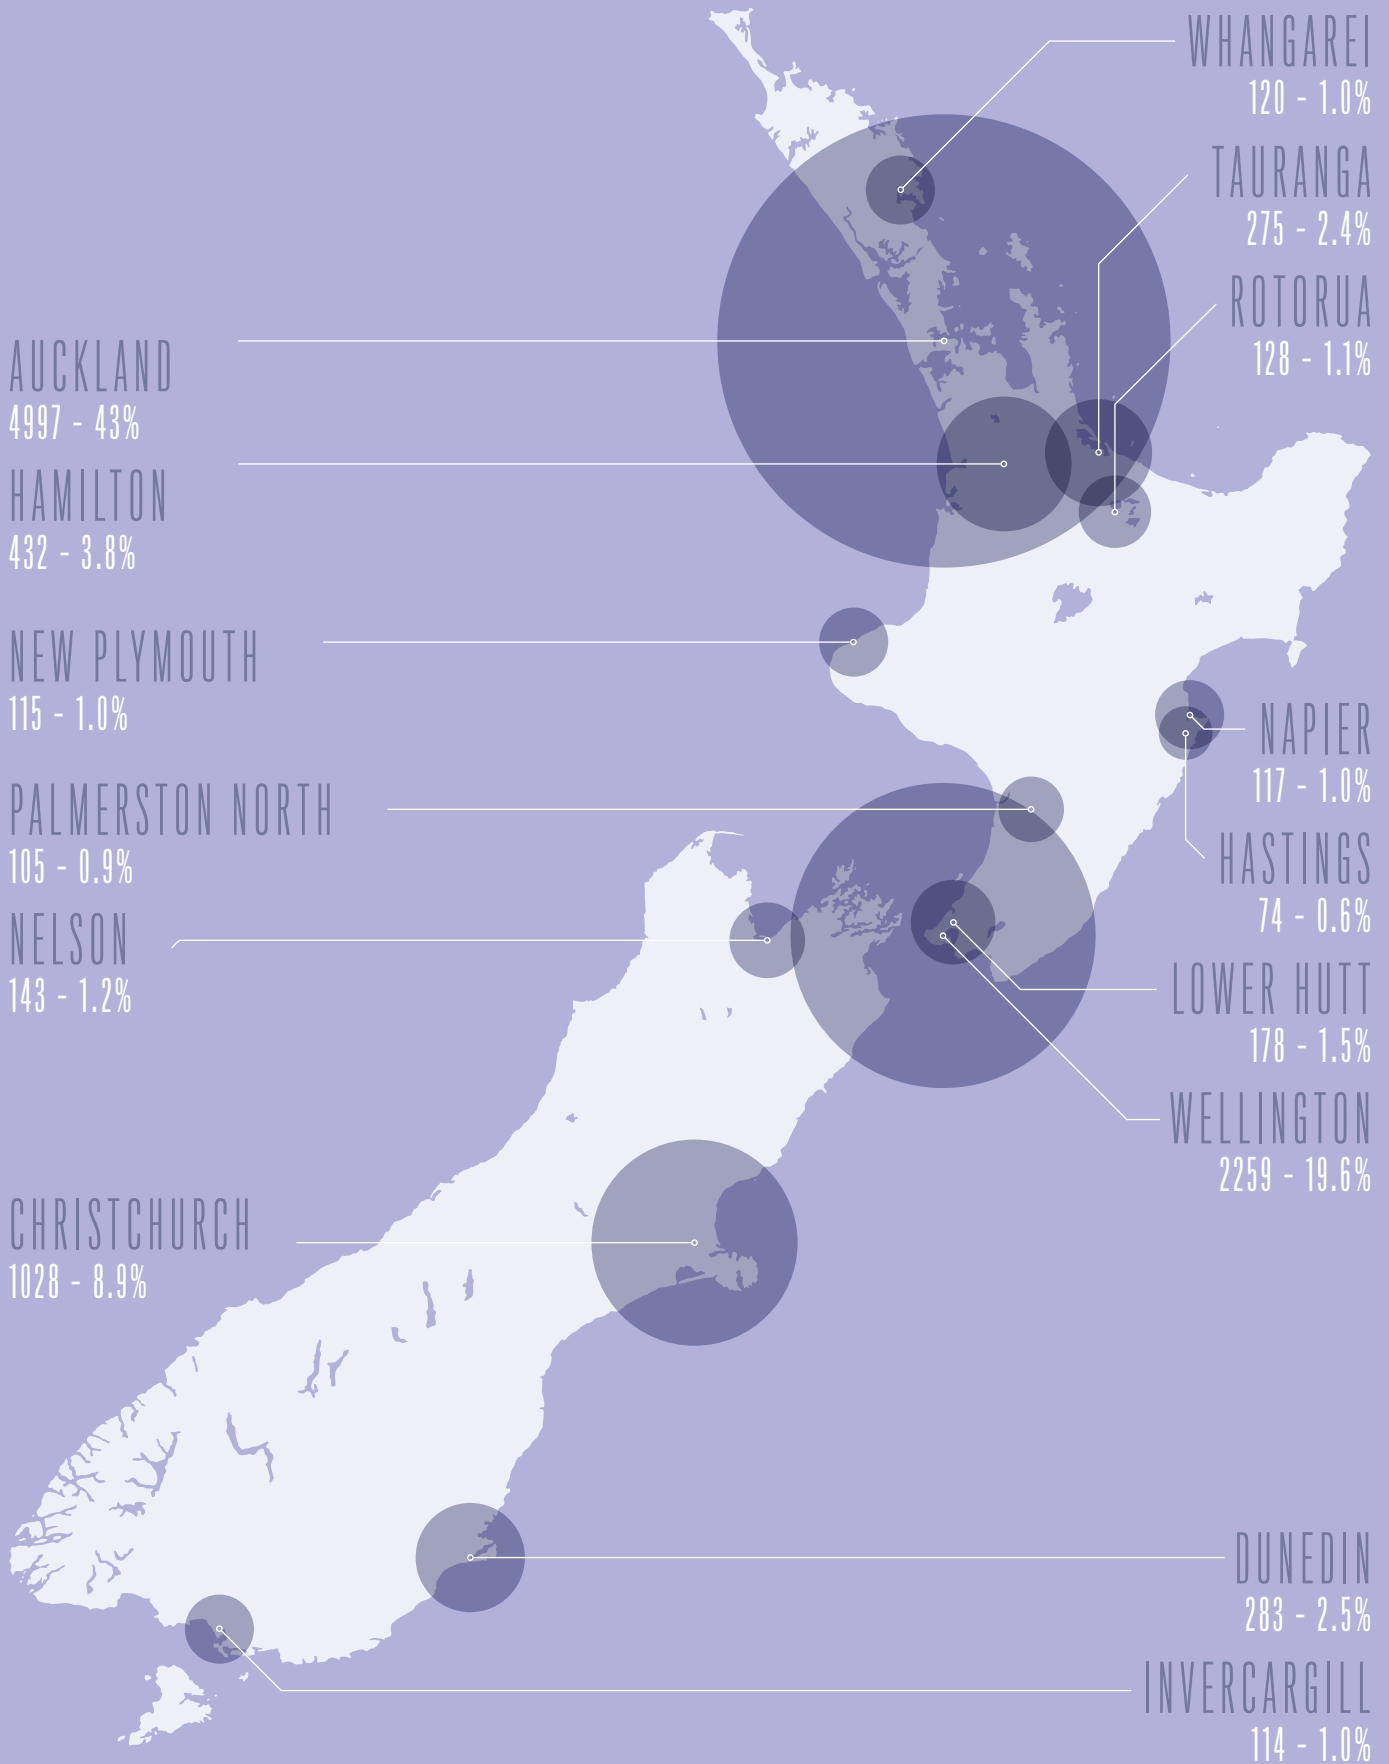 WHANGAREI
120 - 1.0%
TAURANGA
275 - 2.4%
ROTORUA
128 - 1.1%
AUCKLAND
4997 - 43%
HAMILTON
432 - 3.8%
NEW PLYMOUTH
115 - 1.0%
NAPIER
117 - 1.0%
PALMERSTON NORTH
105 - 0.9%
HASTINGS
74 - 0.6%
NELSON
143 - 1.2%
LOWER HUTT
178 - 1.5%
WELLINGTON
2259 - 19.6%
CHRISTCHURCH
1028 - 8.9%
DUNEDIN
283 - 2.5%
INVERCARGILL
114 - 1.0%